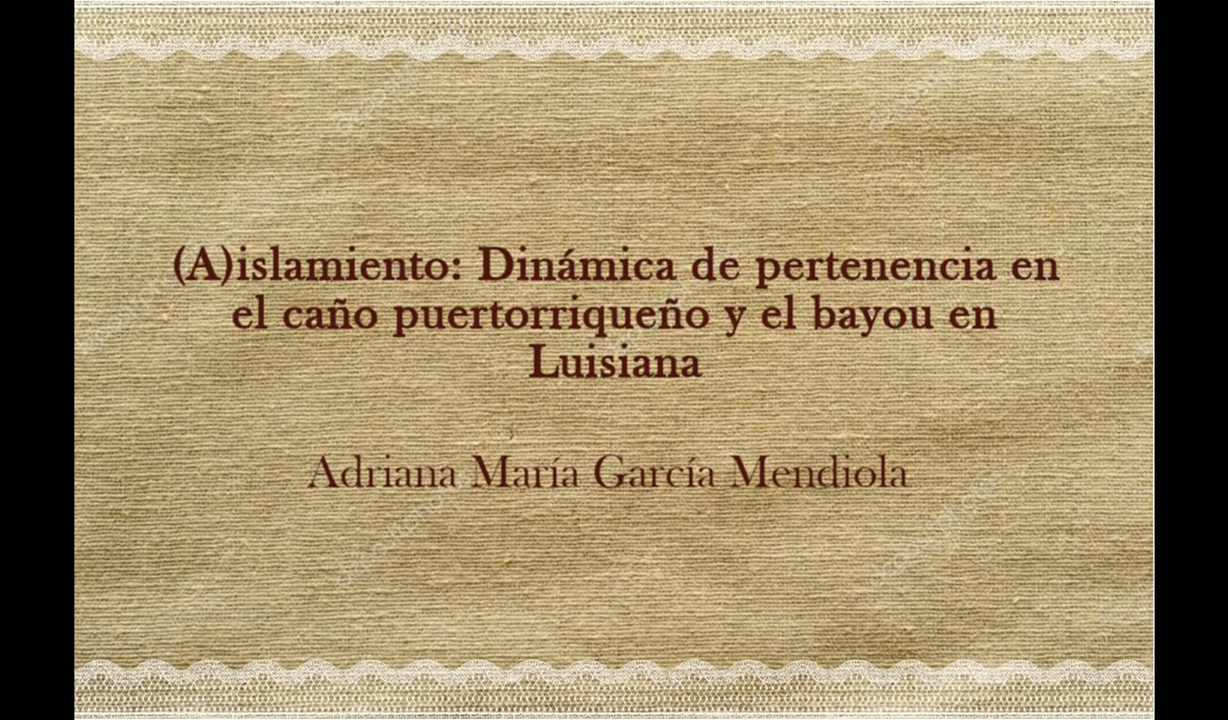 (A)islamiento: Dinámica de pertenencia en
el caño puertorriqueño y el bayou en
Luisiana
Adriana María García Mendiola